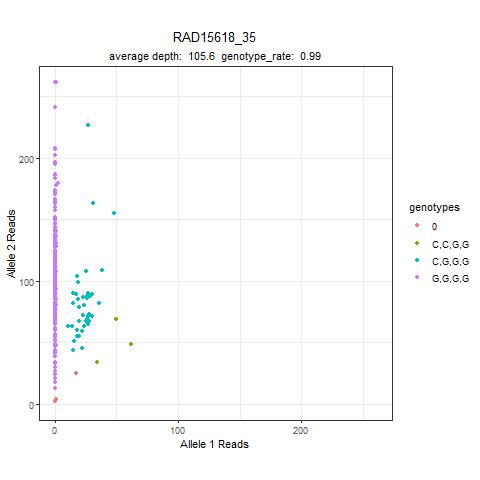 RAD15618_35
average depth:  105.6  genotype_rate:  0.99
Allele 2 Reads
200
100
0
0
100
200
Allele 1 Reads
genotypes
0
C,C,G,G
C,G,G,G
G,G,G,G